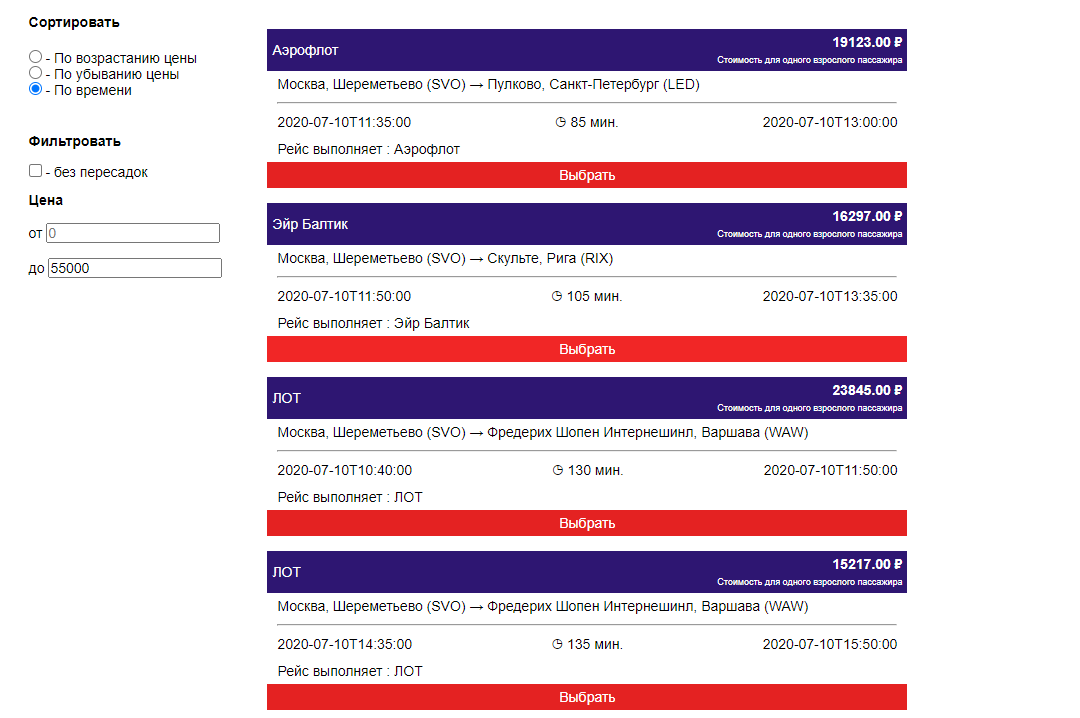 Сортировать
- По возрастанию цены
- По убыванию цены
- По времени
Фильтровать
- без пересадок
Цена
от 0
до 55000
Аэрофлот
19123.00 ₽
Стоимость для одного взрослого пассажира
Москва, Шереметьево (SVO) → Пулково, Санкт-Петербург (LED)
2020-07-10T11:35:00 ◷ 85 мин. 2020-07-10T13:00:00
Рейс выполняет : Аэрофлот
Выбрать
Эйр Балтик
16297.00 ₽
Стоимость для одного взрослого пассажира
Москва, Шереметьево (SVO) → Скульте, Рига (RIX)
2020-07-10T11:50:00 ◷ 105 мин. 2020-07-10T13:35:00
Рейс выполняет : Эйр Балтик
Выбрать
ЛОТ
23845.00 ₽
Стоимость для одного взрослого пассажира
Москва, Шереметьево (SVO) → Фредерих Шопен Интернешинл, Варшава (WAW)
2020-07-10T10:40:00 ◷ 130 мин. 2020-07-10T11:50:00
Рейс выполняет : ЛОТ
Выбрать
ЛОТ
15217.00 ₽
Стоимость для одного взрослого пассажира
Москва, Шереметьево (SVO) → Фредерих Шопен Интернешинл, Варшава (WAW)
2020-07-10T14:35:00 ◷ 135 мин. 2020-07-10T15:50:00
Рейс выполняет : ЛОТ
Выбрать